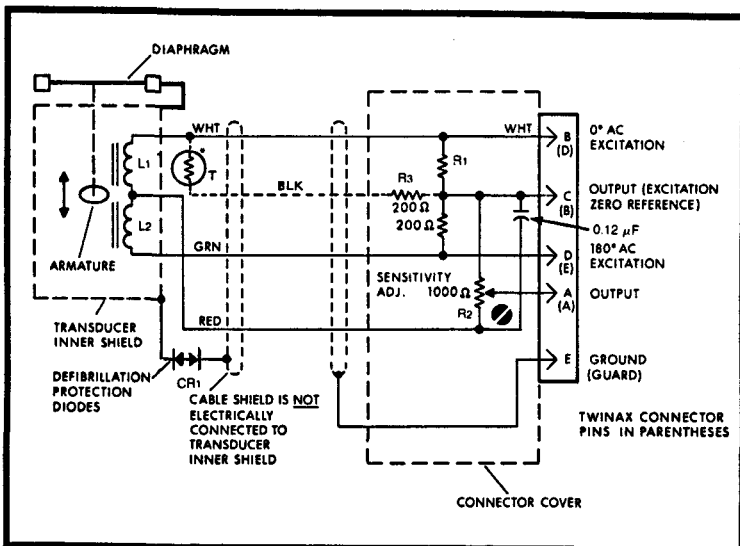 DIAPHRAGM
WHT
WHT
B
(D)
0° AC
EXCITATION
L1
*
T
R1
R3
BLK
200Ω
200Ω
C
(B)
OUTPUT (EXCITATION
ZERO REFERENCE)
0.12 μF
L2
GRN
D
(E)
180° AC
EXCITATION
ARMATURE
SENSITIVITY
ADJ.
1000Ω
R2
A
(A)
OUTPUT
TRANSDUCER
INNER SHIELD
RED
DEFIBRILLATION
PROTECTION
DIODES
CR1
E
GROUND
(GUARD)
CABLE SHIELD IS NOT
ELECTRICALLY
CONNECTED TO
TRANSDUCER
INNER SHIELD
TWINAX CONNECTOR
PINS IN PARENTHESES
CONNECTOR COVER